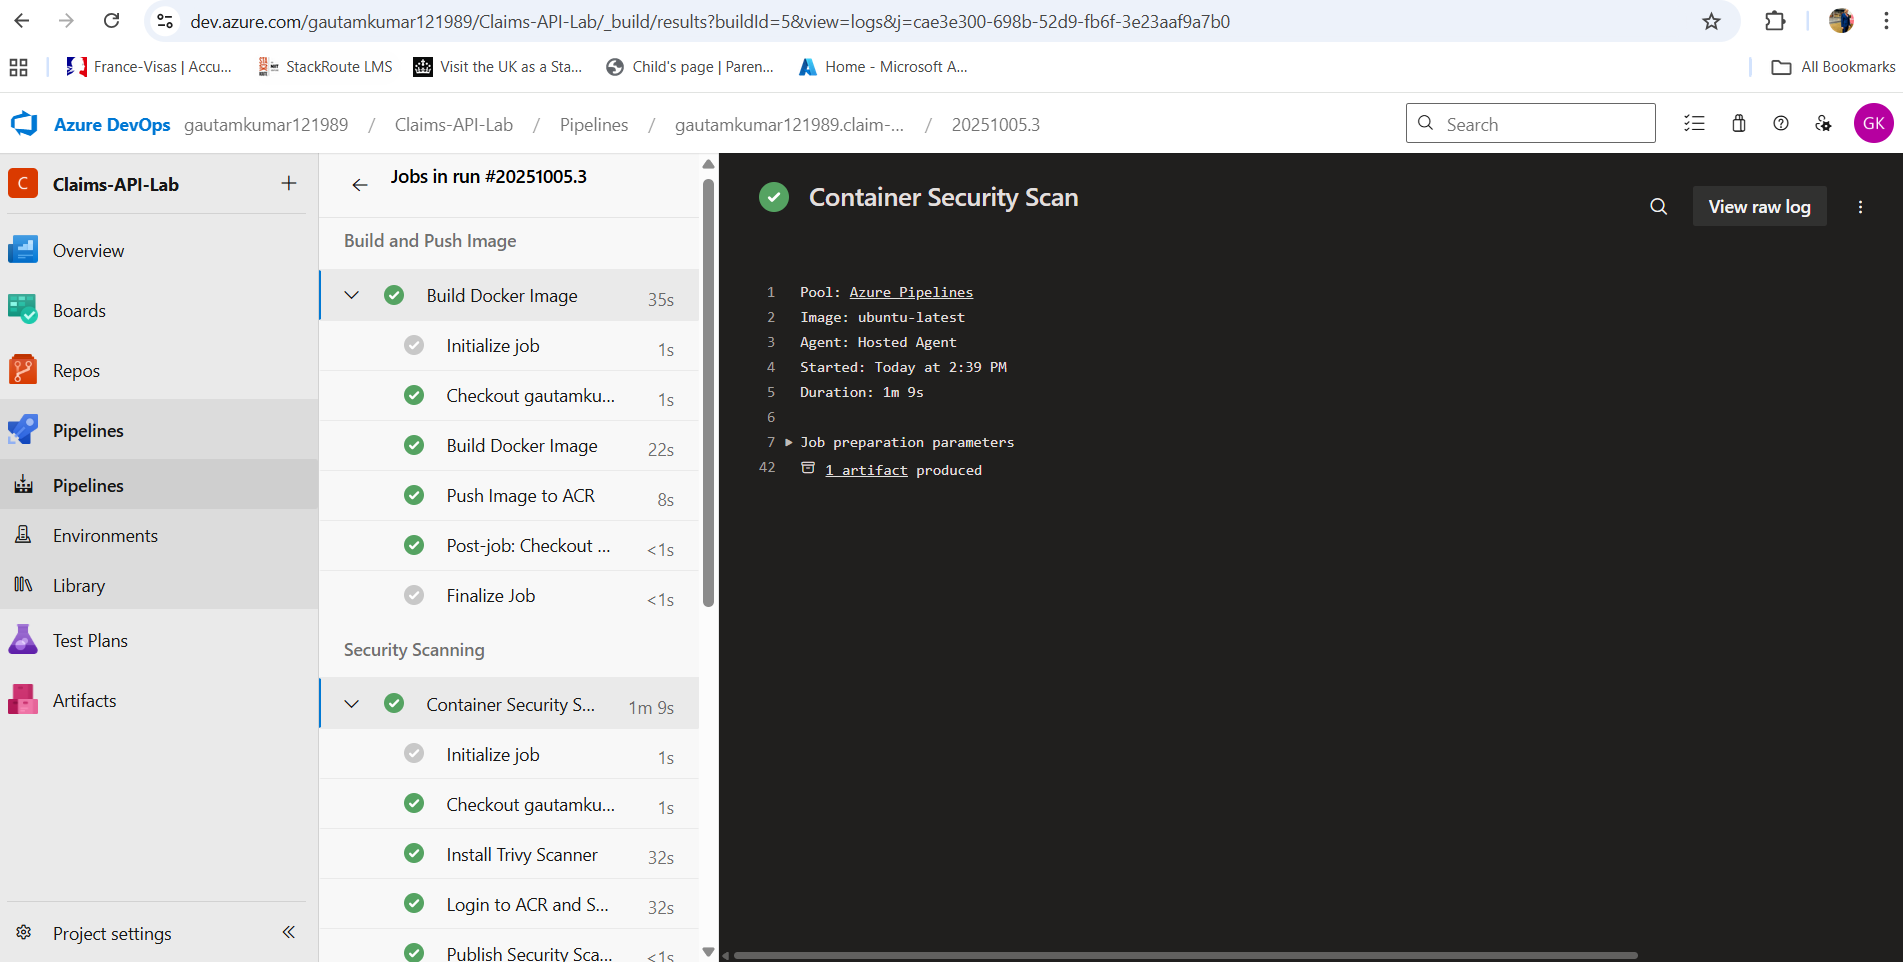 dev.azure.com/gautamkumar121989/Claims-API-Lab/_build/results?buildId=5&view=logs&j=cae3e300-698b-52d9-fb6f-3e23aaf9a7b0
France-Visas | Accu...
StackRoute LMS
Visit the UK as a Sta...
Child's page | Paren...
Home - Microsoft A...
All Bookmarks
Azure DevOps gautamkumar121989 / Claims-API-Lab / Pipelines / gautamkumar121989.claim-... / 20251005.3
Search
GK
C Claims-API-Lab +
Overview
Boards
Repos
Pipelines
Pipelines
Environments
Library
Test Plans
Artifacts
Project settings
Jobs in run #20251005.3
Build and Push Image
Build Docker Image 35s
Initialize job 1s
Checkout gautamku... 1s
Build Docker Image 22s
Push Image to ACR 8s
Post-job: Checkout ... <1s
Finalize Job <1s
Security Scanning
Container Security S... 1m 9s
Initialize job 1s
Checkout gautamku... 1s
Install Trivy Scanner 32s
Login to ACR and S... 32s
Publish Security Sca... <1s
Container Security Scan
View raw log
1 Pool: Azure Pipelines
2 Image: ubuntu-latest
3 Agent: Hosted Agent
4 Started: Today at 2:39 PM
5 Duration: 1m 9s
6
7 Job preparation parameters
42 1 artifact produced